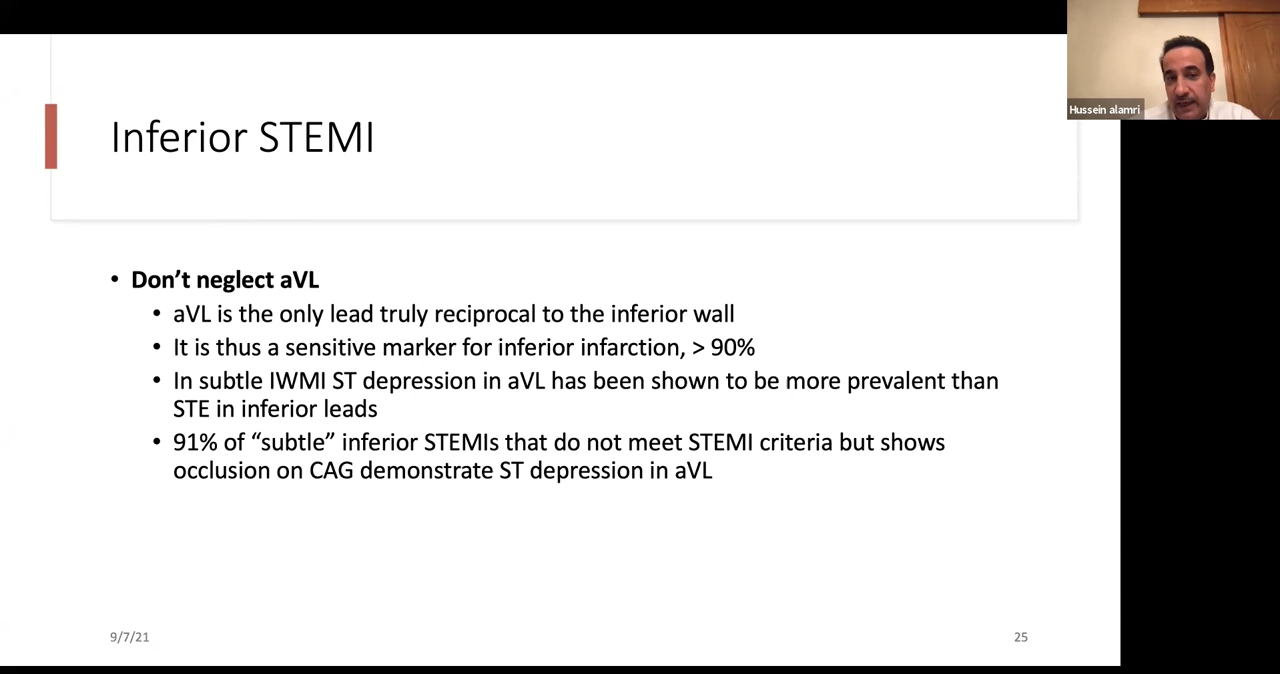 Hussein alamri
Inferior STEMI
• Don’t neglect aVL
• aVL is the only lead truly reciprocal to the inferior wall
• It is thus a sensitive marker for inferior infarction, > 90%
• In subtle IWMI ST depression in aVL has been shown to be more prevalent than
STE in inferior leads
• 91% of “subtle” inferior STEMIs that do not meet STEMI criteria but shows
occlusion on CAG demonstrate ST depression in aVL
9/7/21
25